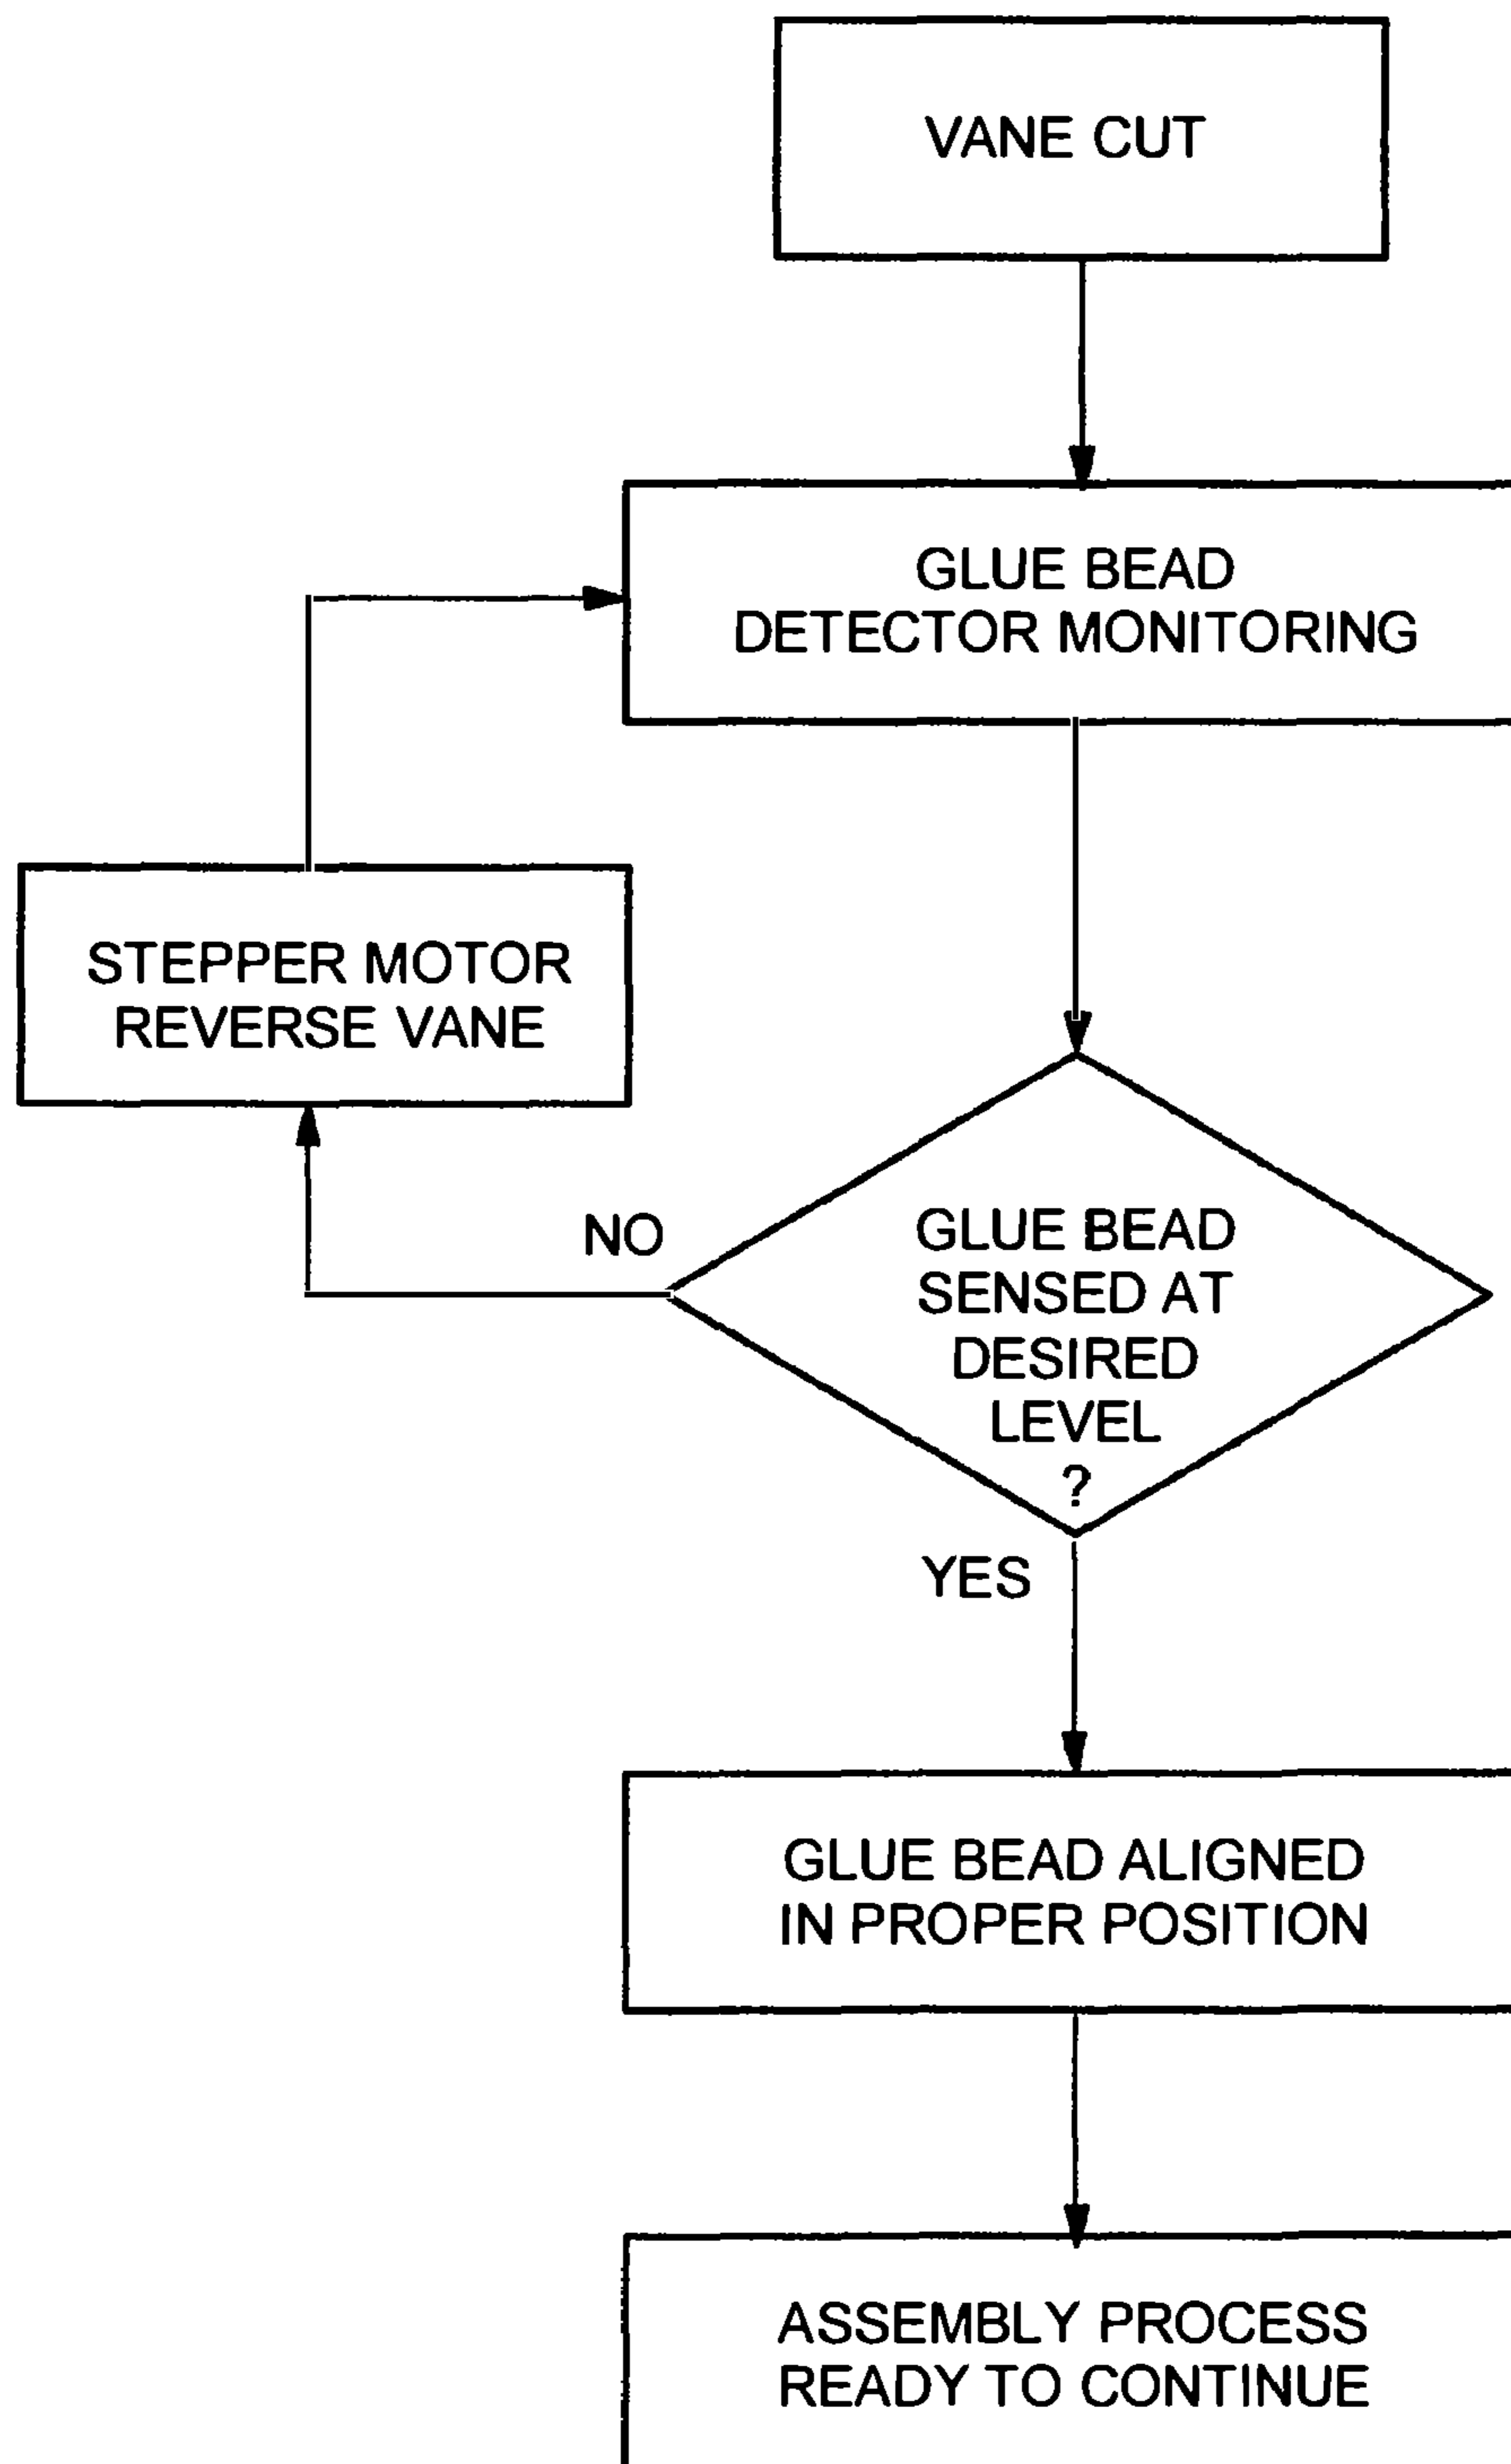 VANE CUT
GLUE BEAD
DETECTOR MONITORING
STEPPER MOTOR
REVERSE VANE
NO
GLUE BEAD
SENSED AT
DESIRED
LEVEL
?
YES
GLUE BEAD ALIGNED
IN PROPER POSITION
ASSEMBLY PROCESS
READY TO CONTINUE